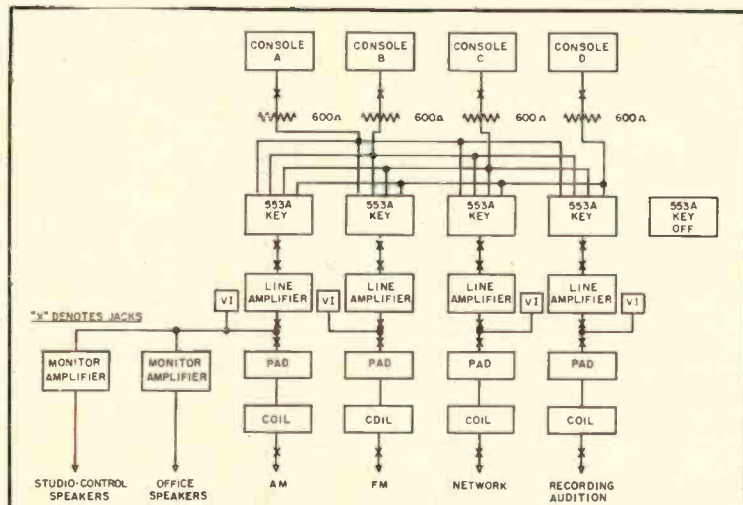 CONSOLE
A
CONSOLE
B
CONSOLE
C
CONSOLE
D
600Ω
600Ω
600Ω
600Ω
553A
KEY
553A
KEY
553A
KEY
553A
KEY
553A
KEY
OFF
VI
LINE
AMPLIFIER
VI
LINE
AMPLIFIER
LINE
AMPLIFIER
VI
LINE
AMPLIFIER
VI
"X" DENOTES JACKS
MONITOR
AMPLIFIER
MONITOR
AMPLIFIER
PAD
PAD
PAD
PAD
COIL
COIL
COIL
COIL
STUDIO-CONTROL
SPEAKERS
OFFICE
SPEAKERS
AM
FM
NETWORK
RECORDING
AUDITION